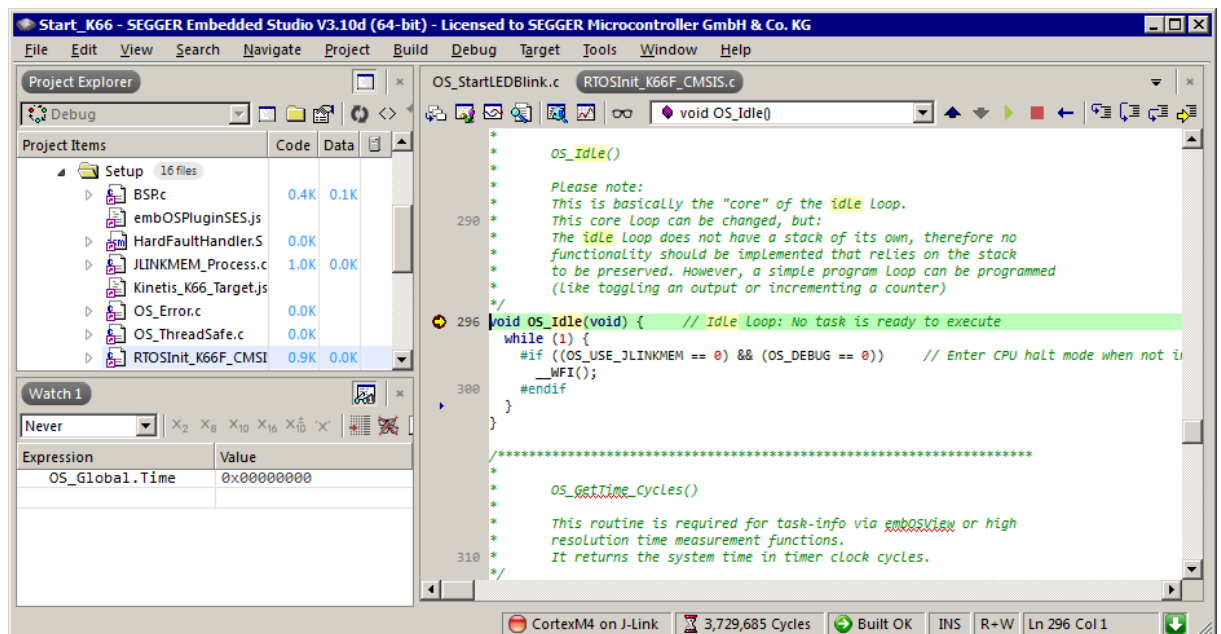 Start_K66 - SEGGER Embedded Studio V3.10d (64-bit) - Licensed to SEGGER Microcontroller GmbH & Co. KG
File Edit View Search Navigate Project Build Debug Target Tools Window Help
Project Explorer
Debug
Project Items Code Data
Setup 16 files
BSP.c 0.4K 0.1K
embOSPluginSES.js
HardFaultHandler.S 0.0K
JLINKMEM_Process.c 1.0K 0.0K
Kinetis_K66_Target.js
OS_Error.c 0.0K
OS_ThreadSafe.c 0.0K
RTOSInit_K66F_CMSI 0.9K 0.0K
Watch 1
Never X2 X8 X10 X16 X±10 'X'
Expression Value
OS_Global.Time 0x00000000
OS_StartLEDBlink.c RTOSInit_K66F_CMSIS.c
void OS_Idle()
*
* OS_Idle()
*
* Please note:
* This is basically the "core" of the idle loop.
290 * This core loop can be changed, but:
* The idle loop does not have a stack of its own, therefore no
* functionality should be implemented that relies on the stack
* to be preserved. However, a simple program loop can be programmed
* (like toggling an output or incrementing a counter)
*/
296 void OS_Idle(void) { // Idle loop: No task is ready to execute
while (1) {
#if ((OS_USE_JLINKMEM == 0) && (OS_DEBUG == 0)) // Enter CPU halt mode when not i
__WFI();
300 #endif
}
}
/*********************************************************************
*
* OS_GetTime_Cycles()
*
* This routine is required for task-info via embOSView or high
* resolution time measurement functions.
310 * It returns the system time in timer clock cycles.
*/
CortexM4 on J-Link 3,729,685 Cycles Built OK INS R+W Ln 296 Col 1